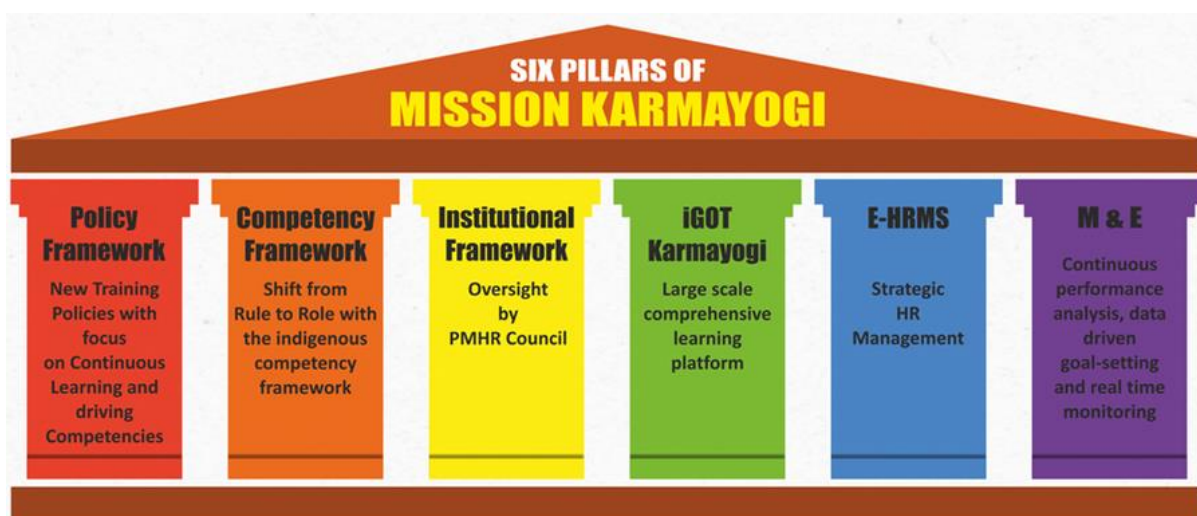 SIX PILLARS OF
MISSION KARMAYOGI
Policy
Framework
New Training
Policies with
focus
on Continuous
Learning and
driving
Competencies
Competency
Framework
Shift from
Rule to Role with
the indigenous
competency
framework
Institutional
Framework
Oversight
by
PMHR Council
iGOT
Karmayogi
Large scale
comprehensive
learning
platform
E-HRMS
Strategic
HR
Management
M & E
Continuous
performance
analysis, data
driven
goal-setting
and real time
monitoring